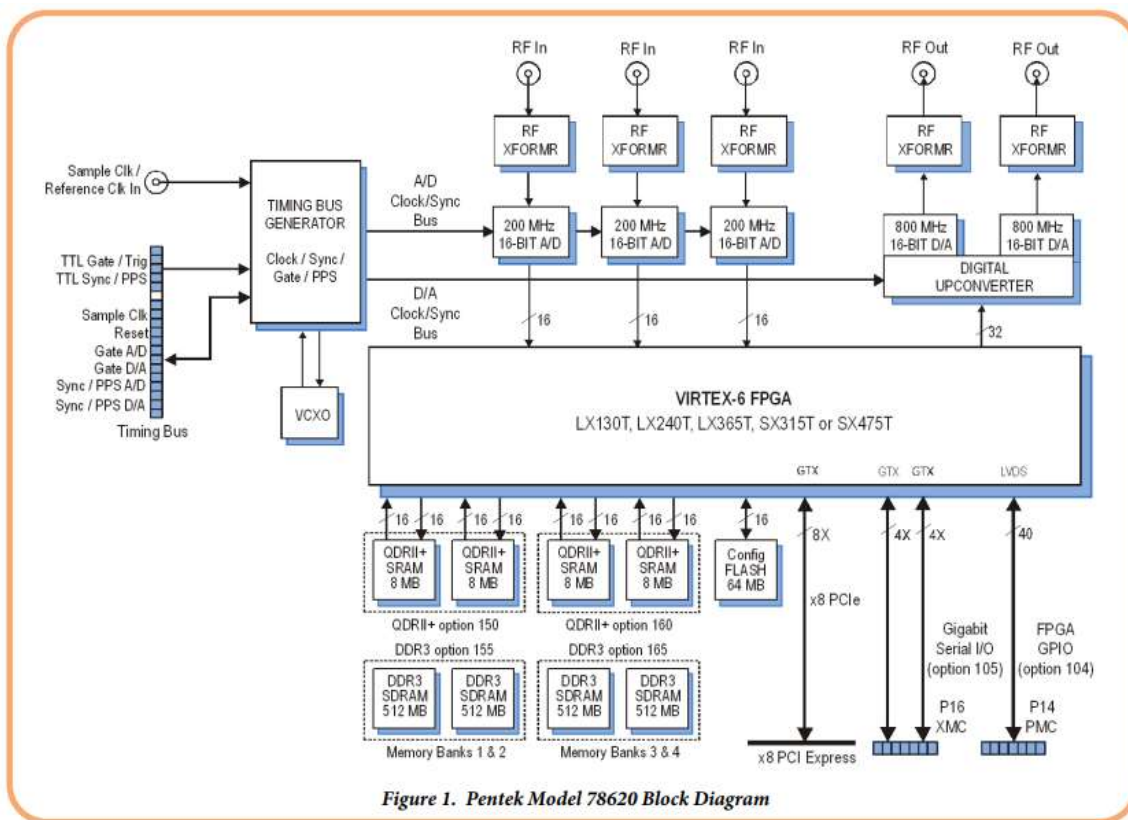 RF In
RF In
RF In
RF Out
RF Out
RF
XFORMR
RF
XFORMR
RF
XFORMR
RF
XFORMR
RF
XFORMR
Sample Clk /
Reference Clk In
TIMING BUS
GENERATOR
Clock / Sync /
Gate / PPS
A/D
Clock/Sync
Bus
200 MHz
16-BIT A/D
200 MHz
16-BIT A/D
200 MHz
16-BIT A/D
800 MHz
16-BIT D/A
800 MHz
16-BIT D/A
DIGITAL
UPCONVERTER
TTL Gate / Trig
TTL Sync / PPS
Sample Clk
Reset
Gate A/D
Gate D/A
Sync / PPS A/D
Sync / PPS D/A
Timing Bus
D/A
Clock/Sync
Bus
16
16
16
32
VCXO
VIRTEX-6 FPGA
LX130T, LX240T, LX365T, SX315T or SX475T
GTX
GTX
GTX
LVDS
16
16
16
16
16
16
16
16
16
8X
4X
4X
40
QDRII+
SRAM
8 MB
QDRII+
SRAM
8 MB
QDRII+
SRAM
8 MB
QDRII+
SRAM
8 MB
Config
FLASH
64 MB
x8 PCIe
QDRII+ option 150
QDRII+ option 160
DDR3 option 155
DDR3 option 165
Gigabit
Serial I/O
(option 105)
FPGA
GPIO
(option 104)
DDR3
SDRAM
512 MB
DDR3
SDRAM
512 MB
DDR3
SDRAM
512 MB
DDR3
SDRAM
512 MB
P16
XMC
P14
PMC
Memory Banks 1 & 2
Memory Banks 3 & 4
x8 PCI Express
Figure 1. Pentek Model 78620 Block Diagram